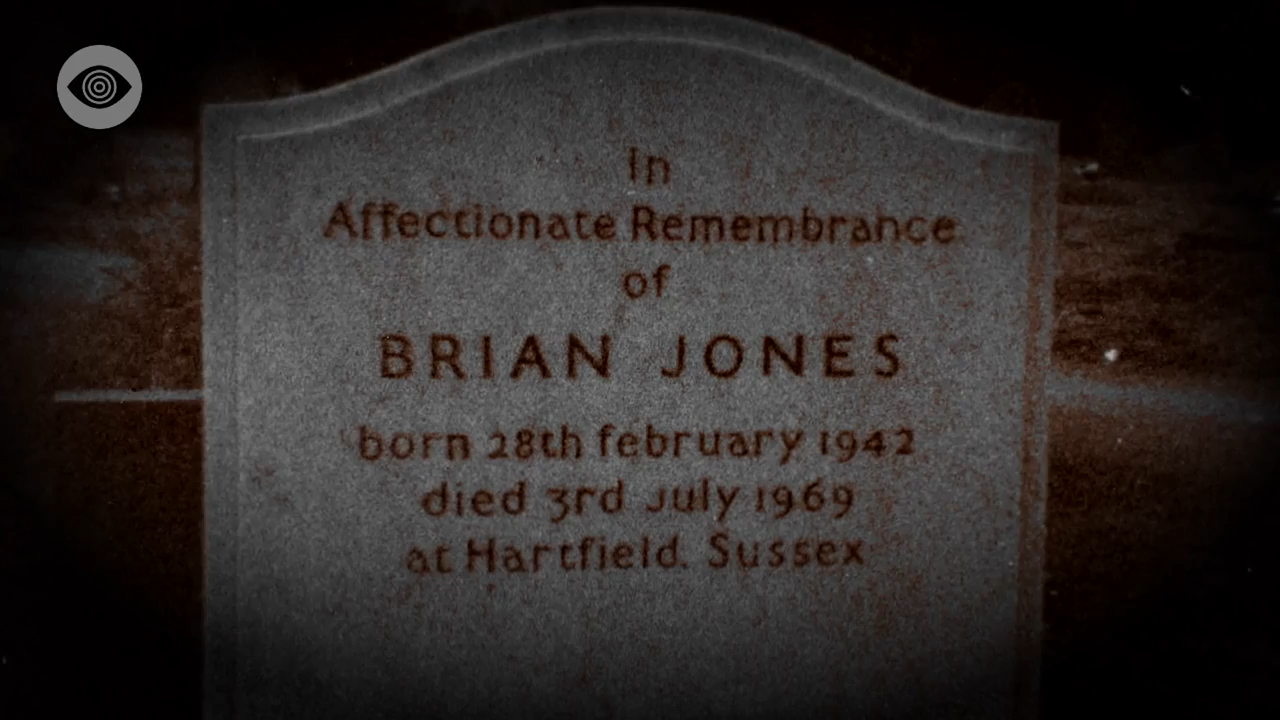 In
Affectionate Remembrance
of
BRIAN JONES
born 28th february 1942
died 3rd July 1969
at Hartfield. Sussex